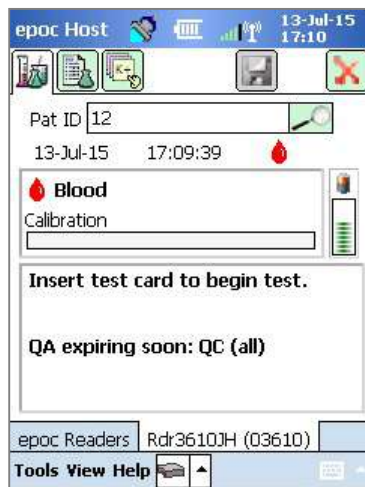 epoc Host 13-Jul-15
17:10
K+
Pat ID 12
13-Jul-15 17:09:39
Blood
Calibration
Insert test card to begin test.
QA expiring soon: QC (all)
epoc Readers Rdr3610JH (03610)
Tools View Help